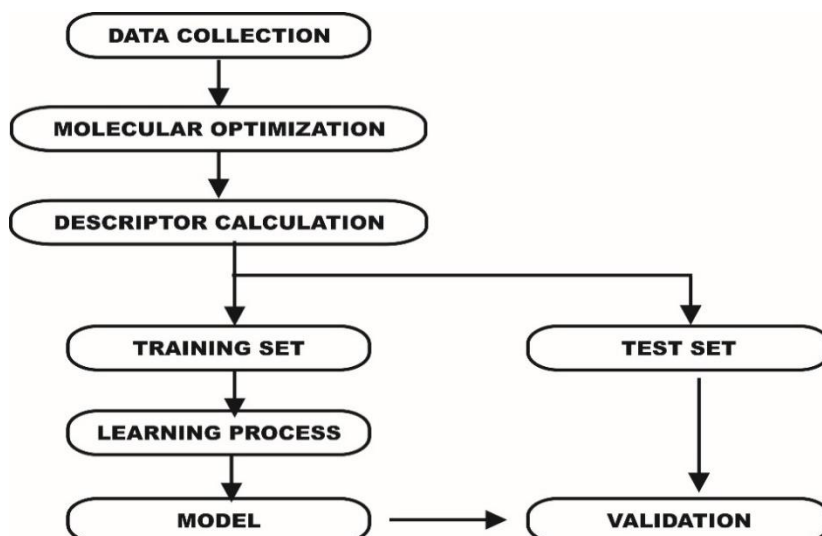 DATA COLLECTION
MOLECULAR OPTIMIZATION
DESCRIPTOR CALCULATION
TRAINING SET
TEST SET
LEARNING PROCESS
MODEL
VALIDATION